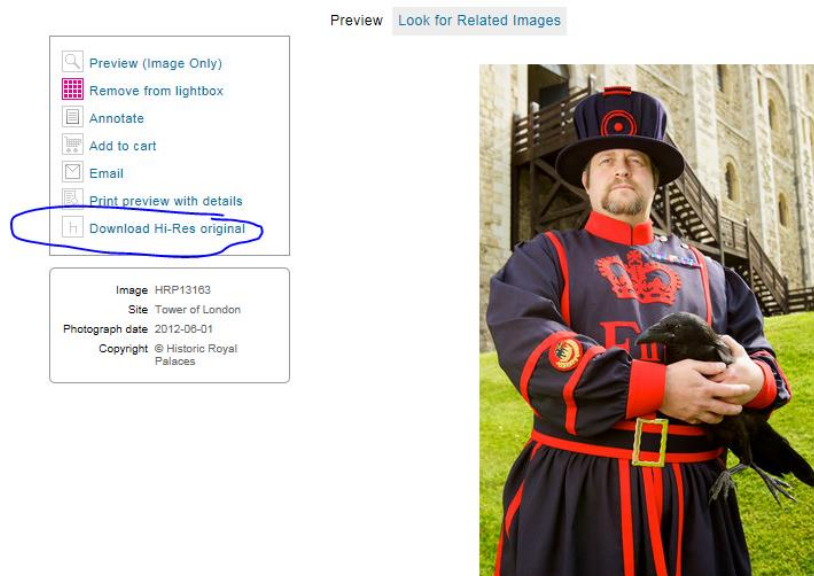 Preview Look for Related Images
Preview (Image Only)
Remove from lightbox
Annotate
Add to cart
Email
Print preview with details
h Download Hi-Res original
Image HRP13163
Site Tower of London
Photograph date 2012-06-01
Copyright © Historic Royal
Palaces
EIIR